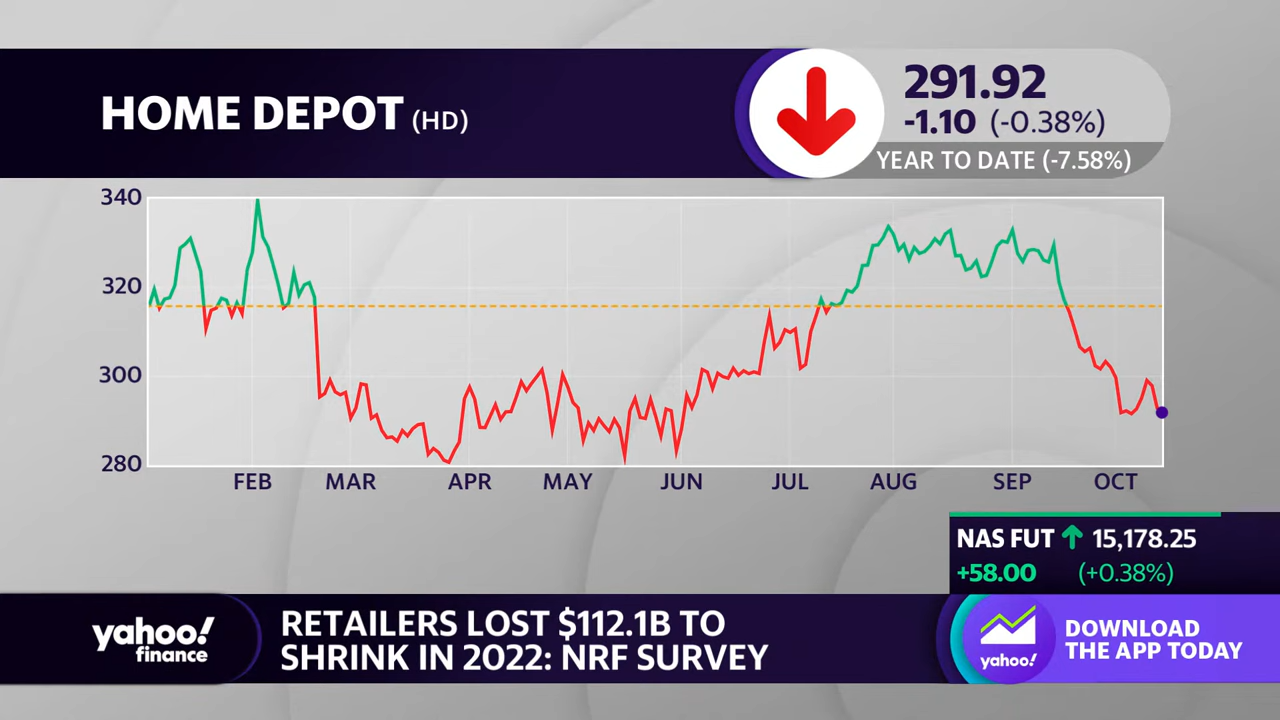 HOME DEPOT (HD)
291.92
-1.10 (-0.38%)
YEAR TO DATE (-7.58%)
340
320
300
280
FEB MAR APR MAY JUN JUL AUG SEP OCT
NAS FUT 15,178.25
+58.00 (+0.38%)
yahoo!
finance
RETAILERS LOST $112.1B TO
SHRINK IN 2022: NRF SURVEY
yahoo!
DOWNLOAD
THE APP TODAY